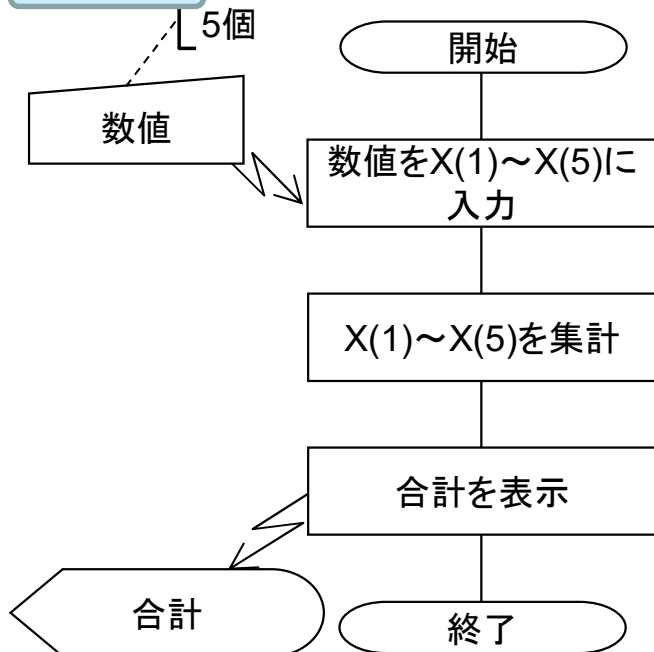 5個
開始
数値
数値をX(1)~X(5)に
入力
X(1)~X(5)を集計
合計を表示
合計
終了